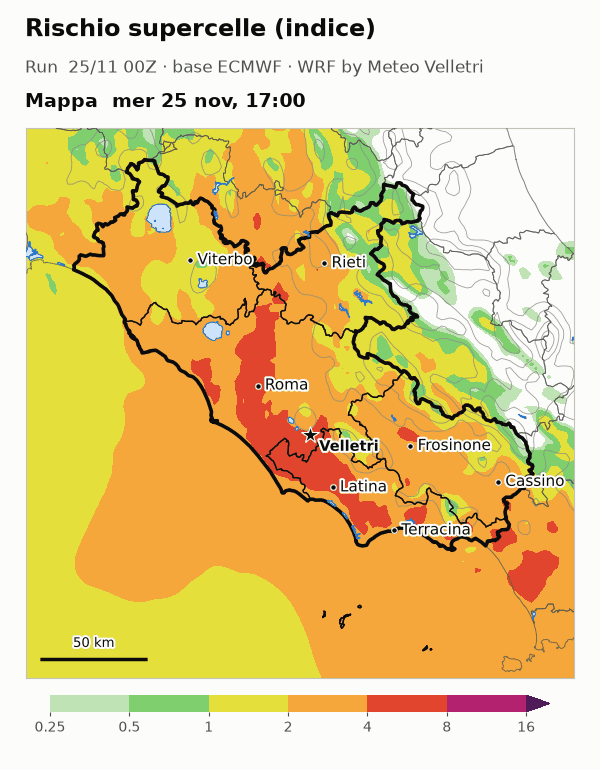 Rischio supercelle (indice)
Run  25/11 00Z · base ECMWF · WRF by Meteo Velletri
Mappa  mer 25 nov, 17:00
Viterbo
Rieti
Roma
Velletri
Frosinone
Cassino
Latina
Terracina
50 km
0.25 0.5 1 2 4 8 16